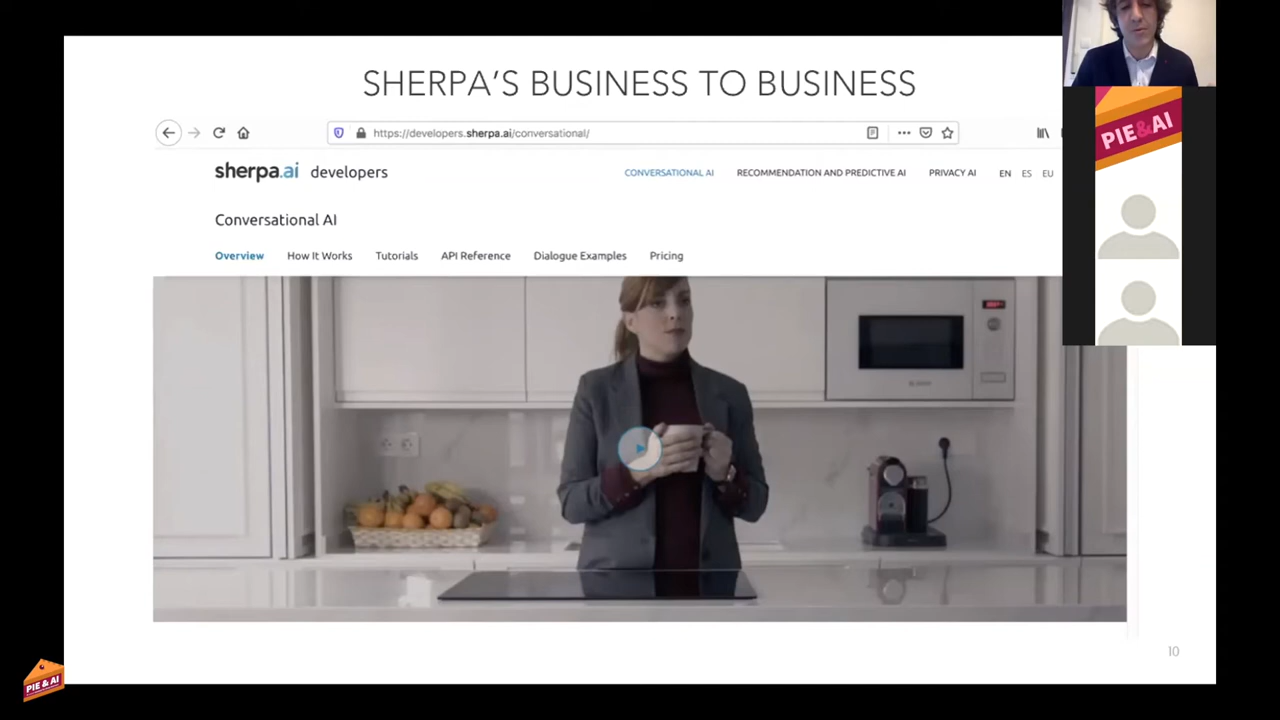 SHERPA'S BUSINESS TO BUSINESS
https://developers.sherpa.ai/conversational/
sherpa.ai developers
CONVERSATIONAL AI RECOMMENDATION AND PREDICTIVE AI PRIVACY AI EN ES EU
Conversational AI
Overview How It Works Tutorials API Reference Dialogue Examples Pricing
PIE&AI
PIE & AI
10